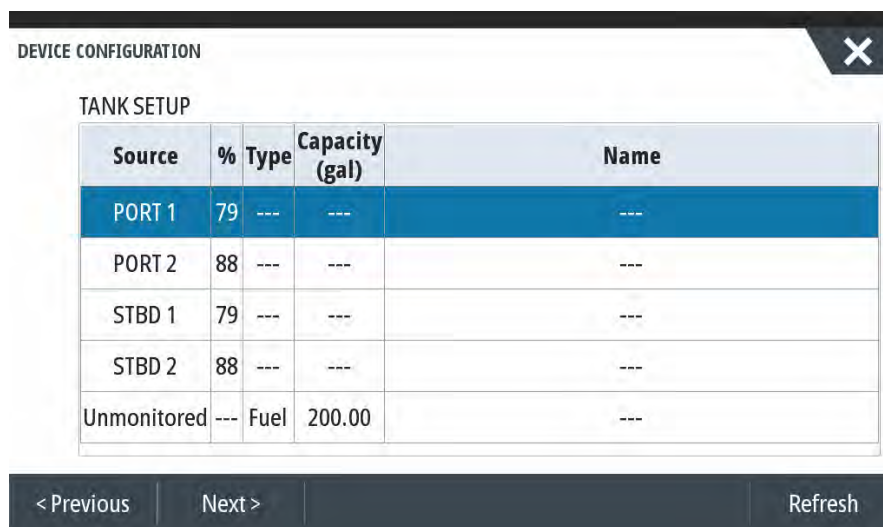 DEVICE CONFIGURATION
TANK SETUP
Source % Type Capacity (gal) Name
PORT 1 79 --- --- ---
PORT 2 88 --- --- ---
STBD 1 79 --- --- ---
STBD 2 88 --- --- ---
Unmonitored --- Fuel 200.00 ---
< Previous Next > Refresh